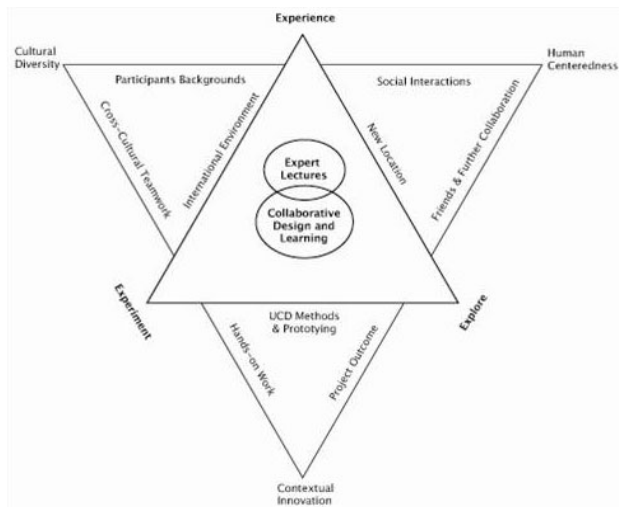 Experience
Cultural
Diversity
Human
Centeredness
Participants Backgrounds
Social Interactions
Cross-Cultural Teamwork
International Environment
New Location
Friends & Further Collaboration
Expert
Lectures
Collaborative
Design and
Learning
Experiment
Explore
UCD Methods
& Prototying
Hands-on Work
Project Outcome
Contextual
Innovation